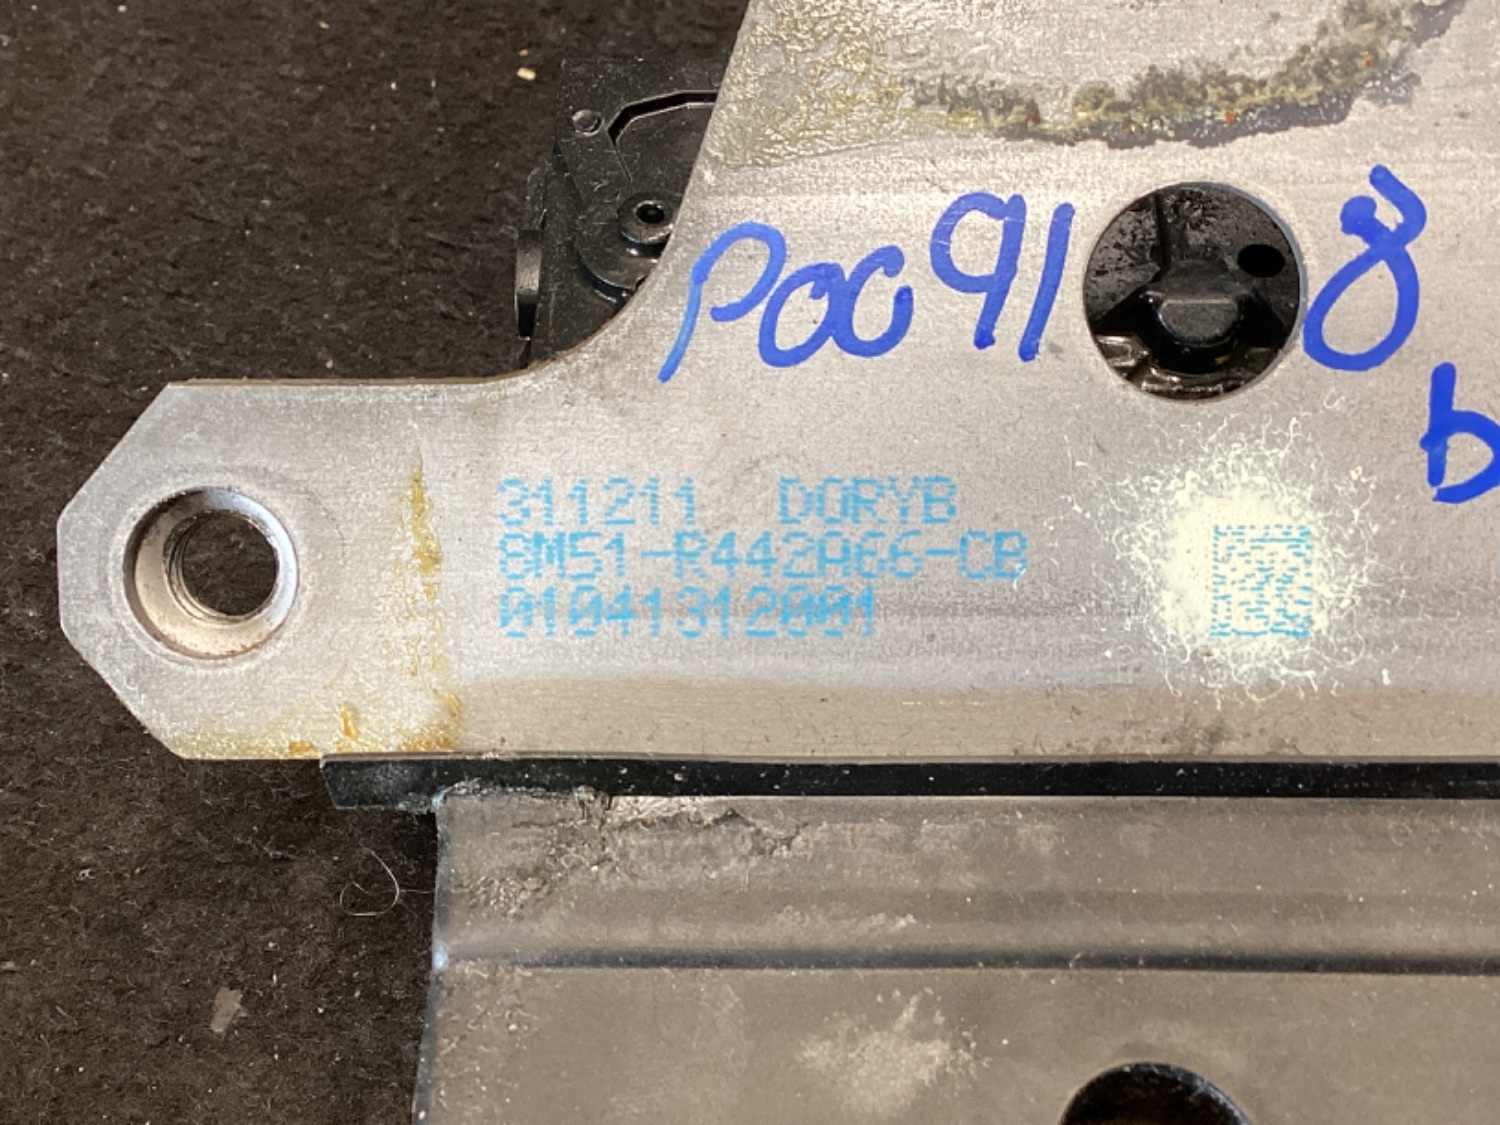 P0091 8
b
311211 DORYB
8M51-R442A66-CB
01041312001